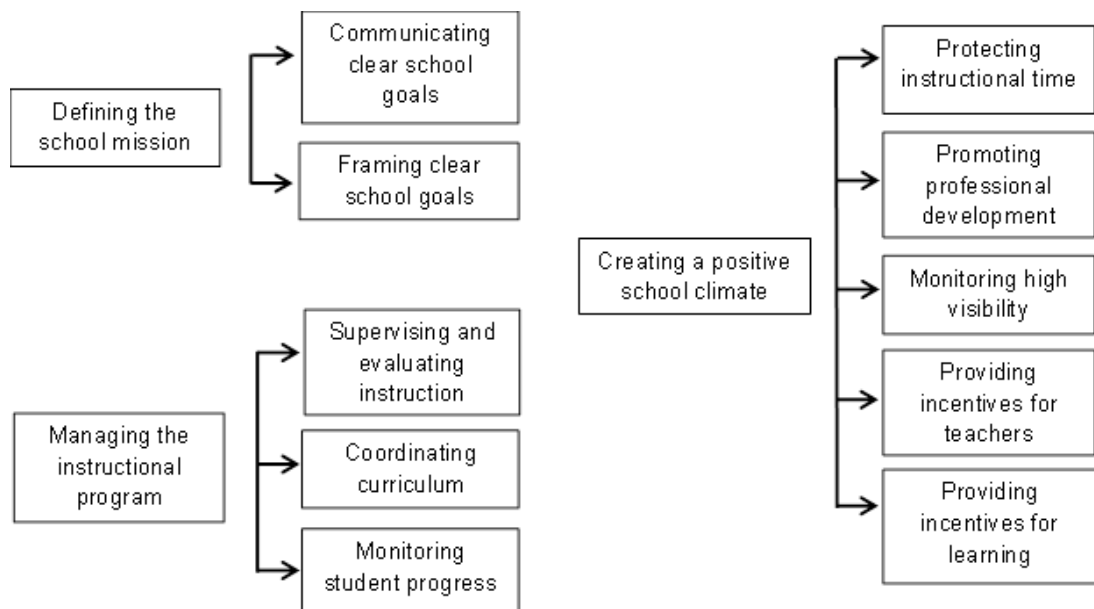 Defining the
school mission
Communicating
clear school
goals
Framing clear
school goals
Managing the
instructional
program
Supervising and
evaluating
instruction
Coordinating
curriculum
Monitoring
student progress
Creating a positive
school climate
Protecting
instructional time
Promoting
professional
development
Monitoring high
visibility
Providing
incentives for
teachers
Providing
incentives for
learning